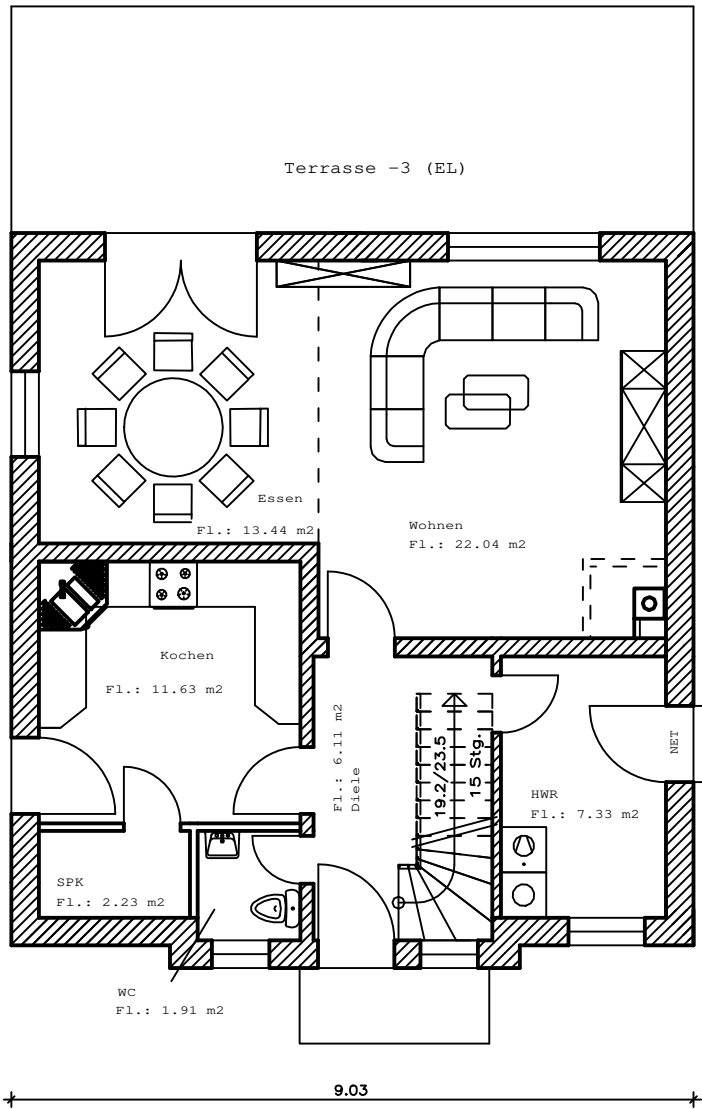 Terrasse -3 (EL)
Essen
Fl.: 13.44 m2
Wohnen
Fl.: 22.04 m2
Kochen
Fl.: 11.63 m2
Fl.: 6.11 m2
Diele
19.2/23.5
15 Stg.
NET
HWR
Fl.: 7.33 m2
SPK
Fl.: 2.23 m2
WC
Fl.: 1.91 m2
9.03